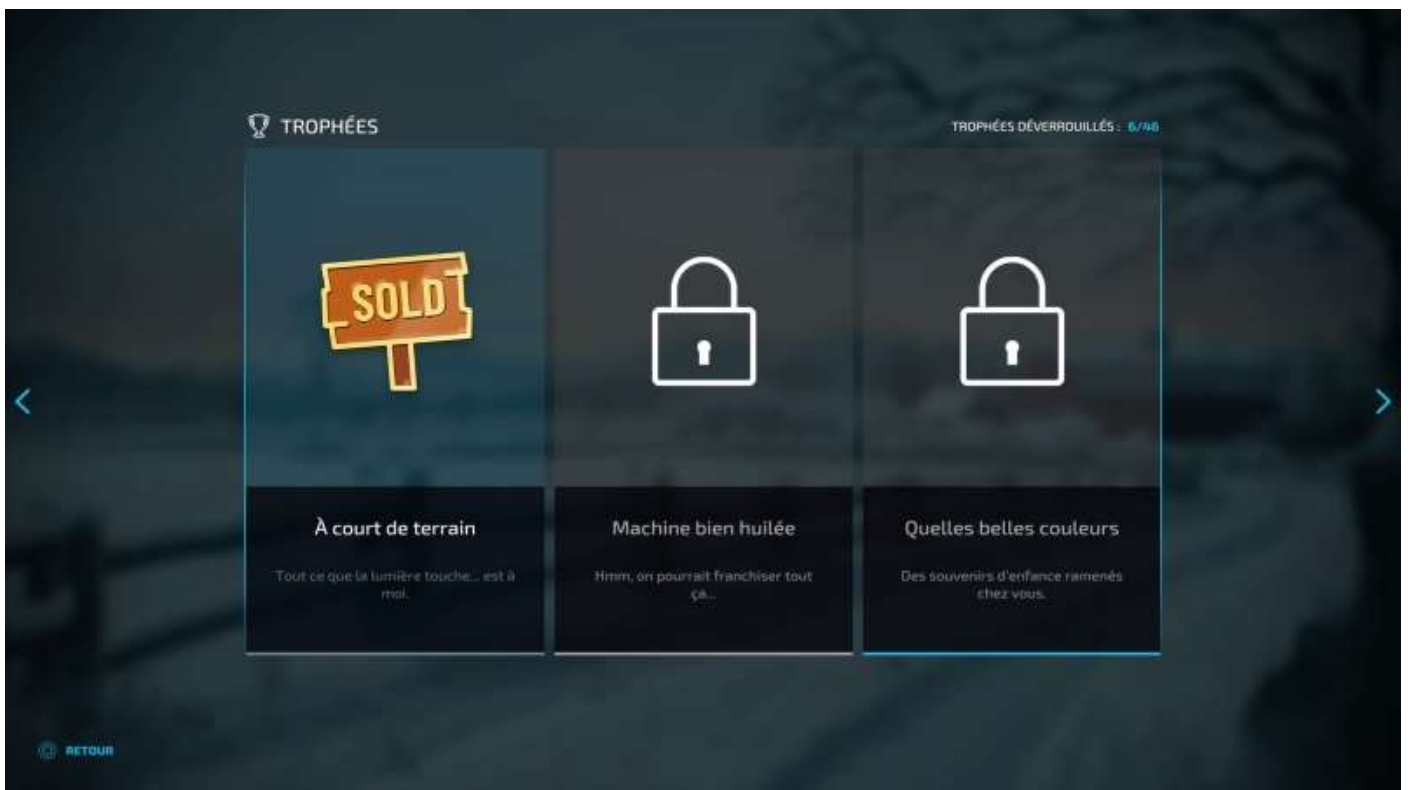 TROPHÉES
TROPHÉES DÉVERROUILLÉS : 6/46
SOLD
À court de terrain
Tout ce que la lumière touche... est à
moi.
Machine bien huilée
Hmm, on pourrait franchiser tout
ça...
Quelles belles couleurs
Des souvenirs d'enfance ramenés
chez vous.
RETOUR